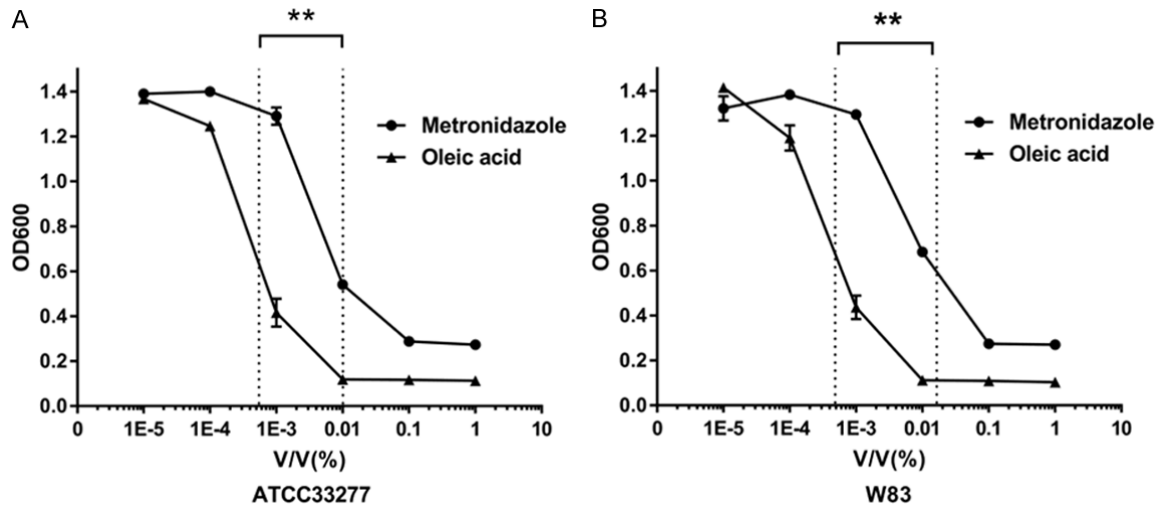 A
**
OD600
1.4
1.2
1.0
0.8
0.6
0.4
0.2
0.0
Metronidazole
Oleic acid
0 1E-5 1E-4 1E-3 0.01 0.1 1 10
V/V(%)
ATCC33277
B
**
OD600
1.4
1.2
1.0
0.8
0.6
0.4
0.2
0.0
Metronidazole
Oleic acid
0 1E-5 1E-4 1E-3 0.01 0.1 1 10
V/V(%)
W83